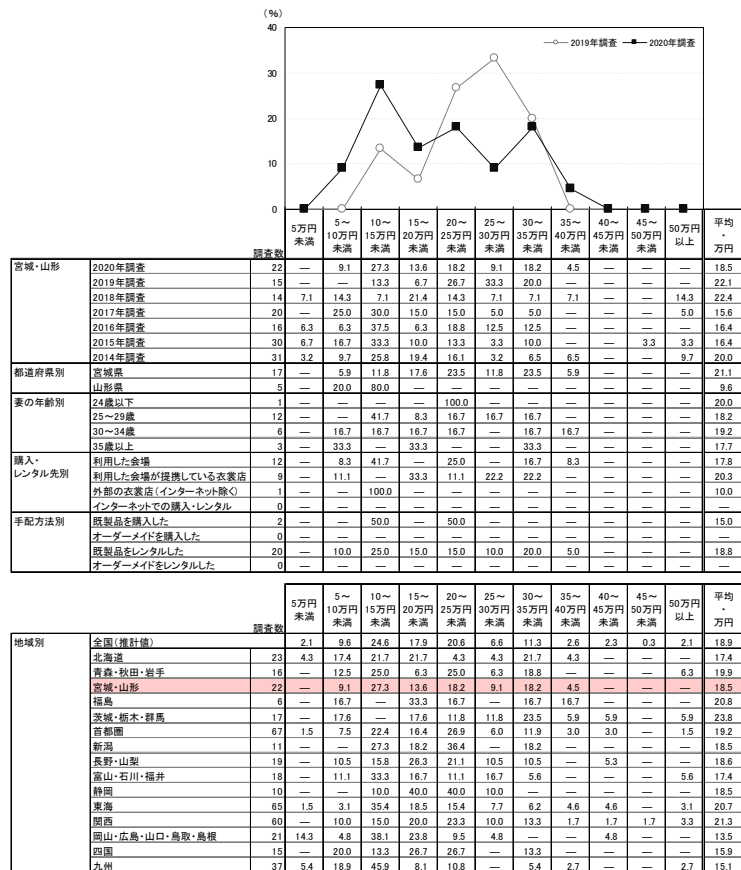 (%)
40
30
20
10
0
2019年調査 2020年調査
調査数 5万円未満 5～10万円未満 10～15万円未満 15～20万円未満 20～25万円未満 25～30万円未満 30～35万円未満 35～40万円未満 40～45万円未満 45～50万円未満 50万円以上 平均・万円
宮城・山形 2020年調査 22 — 9.1 27.3 13.6 18.2 9.1 18.2 4.5 — — — 18.5
2019年調査 15 — — 13.3 6.7 26.7 33.3 20.0 — — — — 22.1
2018年調査 14 7.1 14.3 7.1 21.4 14.3 7.1 7.1 7.1 — — 14.3 22.4
2017年調査 20 — 25.0 30.0 15.0 15.0 5.0 5.0 — — — 5.0 15.6
2016年調査 16 6.3 6.3 37.5 6.3 18.8 12.5 12.5 — — — — 16.4
2015年調査 30 6.7 16.7 33.3 10.0 13.3 3.3 10.0 — — 3.3 3.3 16.4
2014年調査 31 3.2 9.7 25.8 19.4 16.1 3.2 6.5 6.5 — — 9.7 20.0
都道府県別 宮城県 17 — 5.9 11.8 17.6 23.5 11.8 23.5 5.9 — — — 21.1
山形県 5 — 20.0 80.0 — — — — — — — — 9.6
妻の年齢別 24歳以下 1 — — — — 100.0 — — — — — — 20.0
25～29歳 12 — — 41.7 8.3 16.7 16.7 16.7 — — — — 18.2
30～34歳 6 — 16.7 16.7 16.7 16.7 — 16.7 16.7 — — — 19.2
35歳以上 3 — 33.3 — 33.3 — — 33.3 — — — — 17.7
購入・レンタル先別 利用した会場 12 — 8.3 41.7 — 25.0 — 16.7 8.3 — — — 17.8
利用した会場が提携している衣裳店 9 — 11.1 — 33.3 11.1 22.2 22.2 — — — — 20.3
外部の衣裳店（インターネット除く） 1 — — 100.0 — — — — — — — — 10.0
インターネットでの購入・レンタル 0 — — — — — — — — — — — —
手配方法別 既製品を購入した 2 — — 50.0 — 50.0 — — — — — — 15.0
オーダーメイドを購入した 0 — — — — — — — — — — — —
既製品をレンタルした 20 — 10.0 25.0 15.0 15.0 10.0 20.0 5.0 — — — 18.8
オーダーメイドをレンタルした 0 — — — — — — — — — — — —
調査数 5万円未満 5～10万円未満 10～15万円未満 15～20万円未満 20～25万円未満 25～30万円未満 30～35万円未満 35～40万円未満 40～45万円未満 45～50万円未満 50万円以上 平均・万円
地域別 全国（推計値） 2.1 9.6 24.6 17.9 20.6 6.6 11.3 2.6 2.3 0.3 2.1 18.9
北海道 23 4.3 17.4 21.7 21.7 4.3 4.3 21.7 4.3 — — — 17.4
青森・秋田・岩手 16 — 12.5 25.0 6.3 25.0 6.3 18.8 — — — 6.3 19.9
宮城・山形 22 — 9.1 27.3 13.6 18.2 9.1 18.2 4.5 — — — 18.5
福島 6 — 16.7 — 33.3 16.7 — 16.7 16.7 — — — 20.8
茨城・栃木・群馬 17 — 17.6 — 17.6 11.8 11.8 23.5 5.9 5.9 — 5.9 23.8
首都圏 67 1.5 7.5 22.4 16.4 26.9 6.0 11.9 3.0 3.0 — 1.5 19.2
新潟 11 — — 27.3 18.2 36.4 — 18.2 — — — — 18.5
長野・山梨 19 — 10.5 15.8 26.3 21.1 10.5 10.5 — 5.3 — — 18.6
富山・石川・福井 18 — 11.1 33.3 16.7 11.1 16.7 5.6 — — — 5.6 17.4
静岡 10 — — 10.0 40.0 40.0 10.0 — — — — — 18.5
東海 65 1.5 3.1 35.4 18.5 15.4 7.7 6.2 4.6 4.6 — 3.1 20.7
関西 60 — 10.0 15.0 20.0 23.3 10.0 13.3 1.7 1.7 1.7 3.3 21.3
岡山・広島・山口・鳥取・島根 21 14.3 4.8 38.1 23.8 9.5 4.8 — — 4.8 — — 13.5
四国 15 — 20.0 13.3 26.7 26.7 — 13.3 — — — — 15.9
九州 37 5.4 18.9 45.9 8.1 10.8 — 5.4 2.7 — — 2.7 15.1